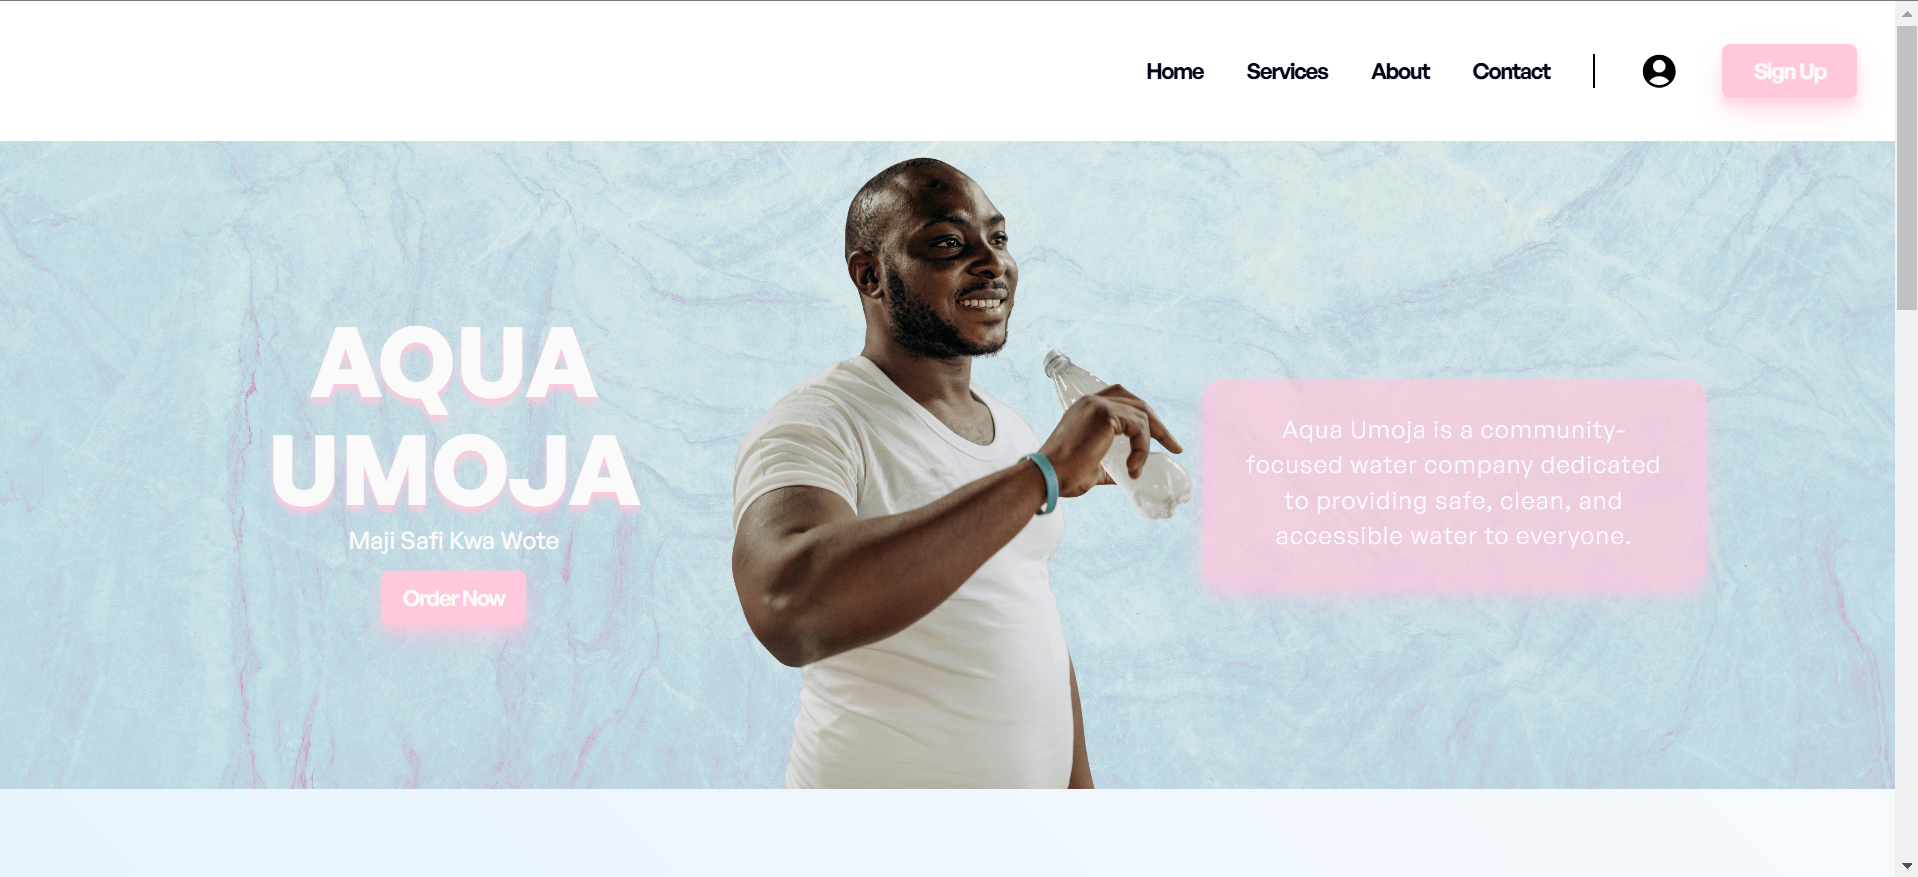 Home Services About Contact Sign Up
AQUA
UMOJA
Maji Safi Kwa Wote
Order Now
Aqua Umoja is a community-
focused water company dedicated
to providing safe, clean, and
accessible water to everyone.